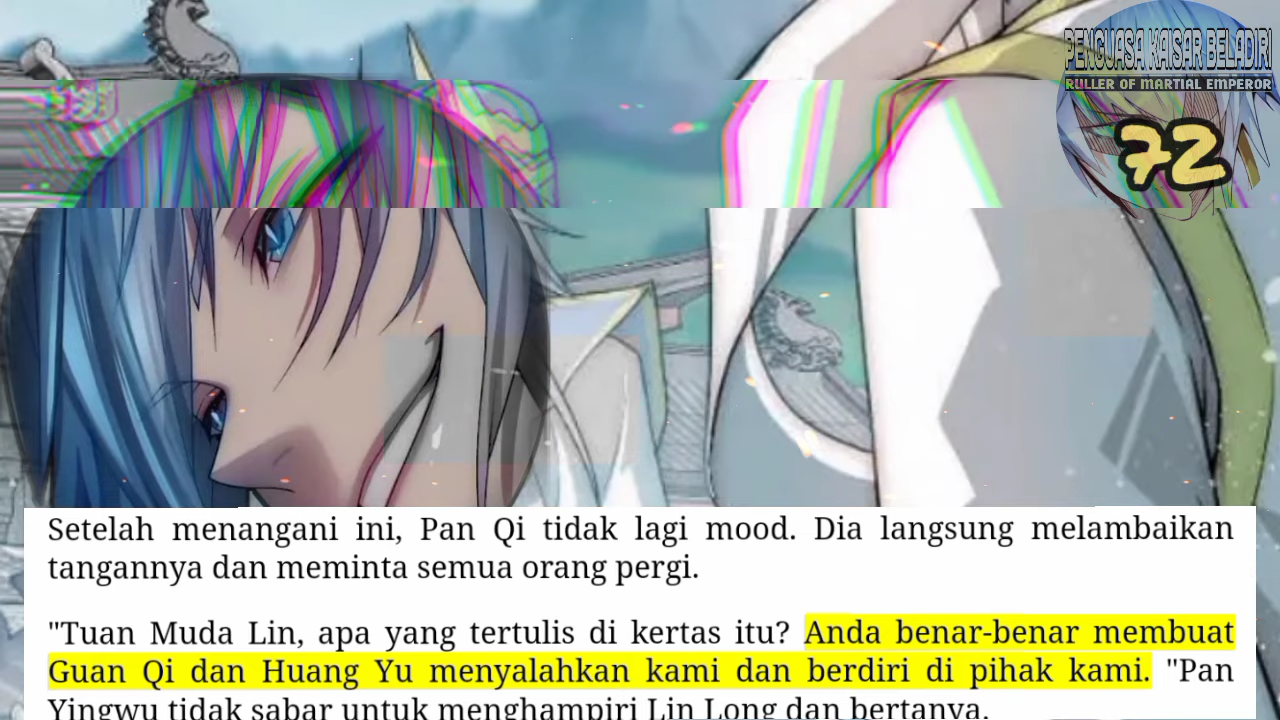 PENGUASA KAISAR BELADIRI
RULLER OF MARTIAL EMPEROR
72
Setelah menangani ini, Pan Qi tidak lagi mood. Dia langsung melambaikan
tangannya dan meminta semua orang pergi.
"Tuan Muda Lin, apa yang tertulis di kertas itu? Anda benar-benar membuat
Guan Qi dan Huang Yu menyalahkan kami dan berdiri di pihak kami. "Pan
Yingwu tidak sabar untuk menghampiri Lin Long dan bertanya.